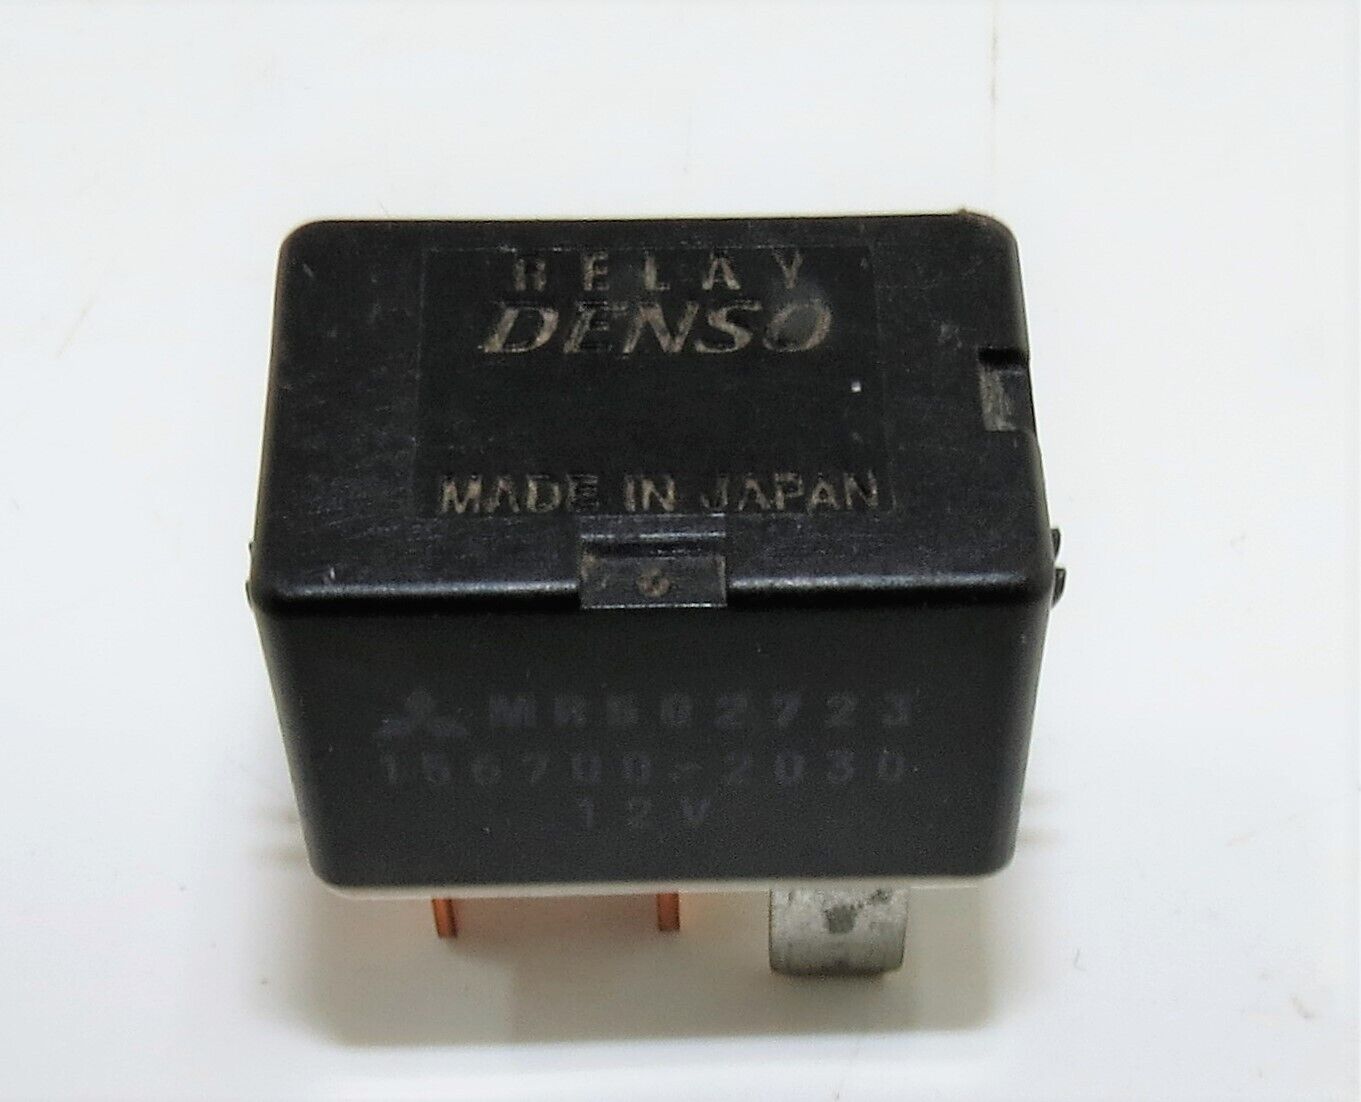 RELAY
DENSO
MADE IN JAPAN
MR502723
156700-2030
12V